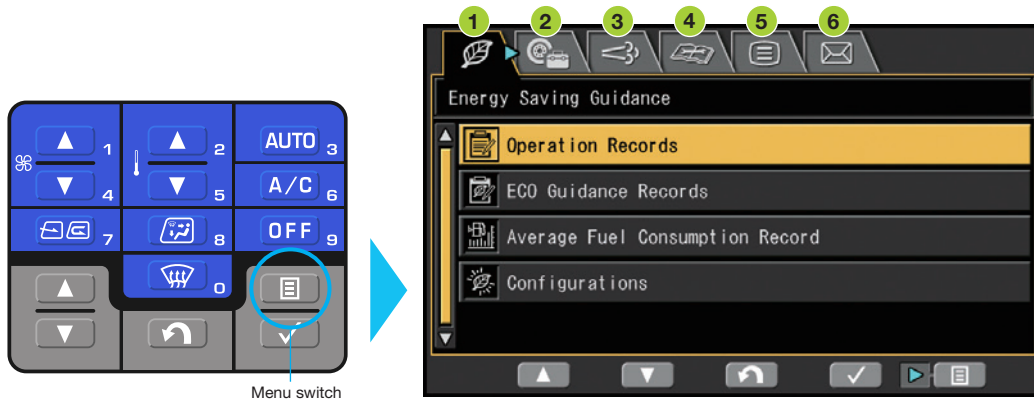 1
2
3
4
5
6
Energy Saving Guidance
Operation Records
ECO Guidance Records
Average Fuel Consumption Record
Configurations
1
2
AUTO 3
4
5
A/C 6
7
8
OFF 9
0
Menu switch